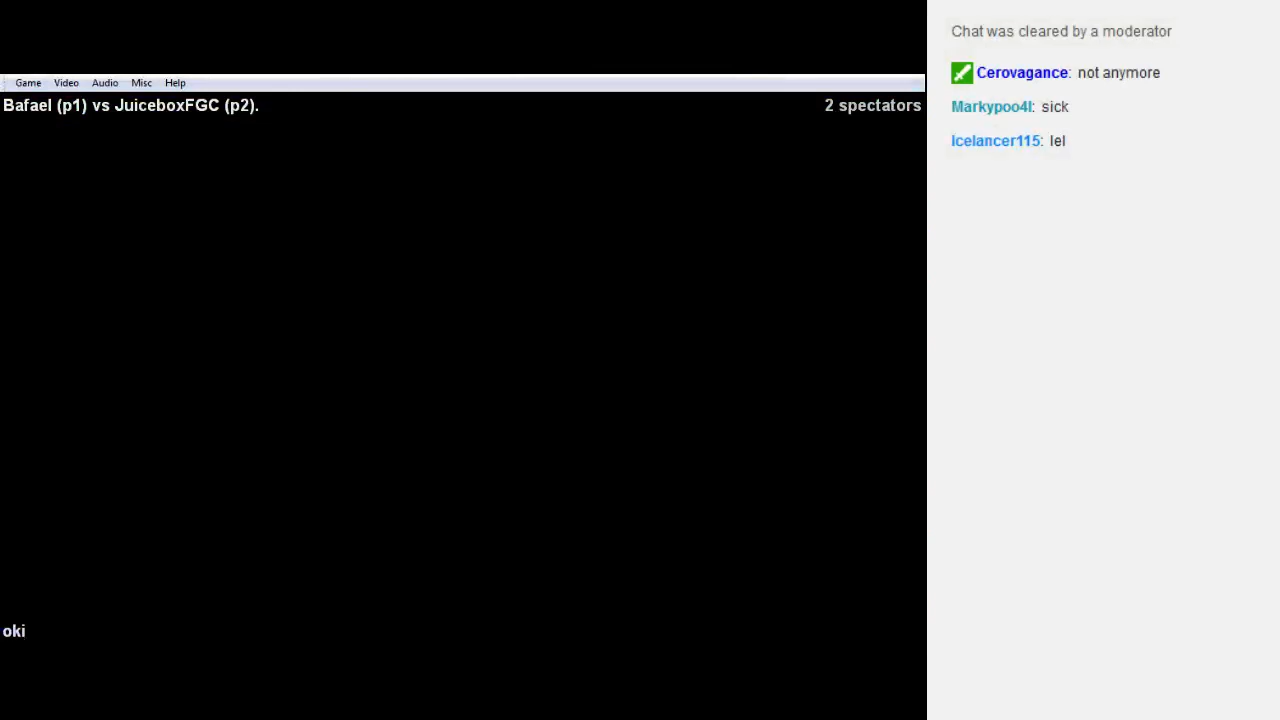 Game Video Audio Misc Help
Bafael (p1) vs JuiceboxFGC (p2).
2 spectators
oki
Chat was cleared by a moderator
Cerovagance: not anymore
Markypoo4l: sick
Icelancer115: lel